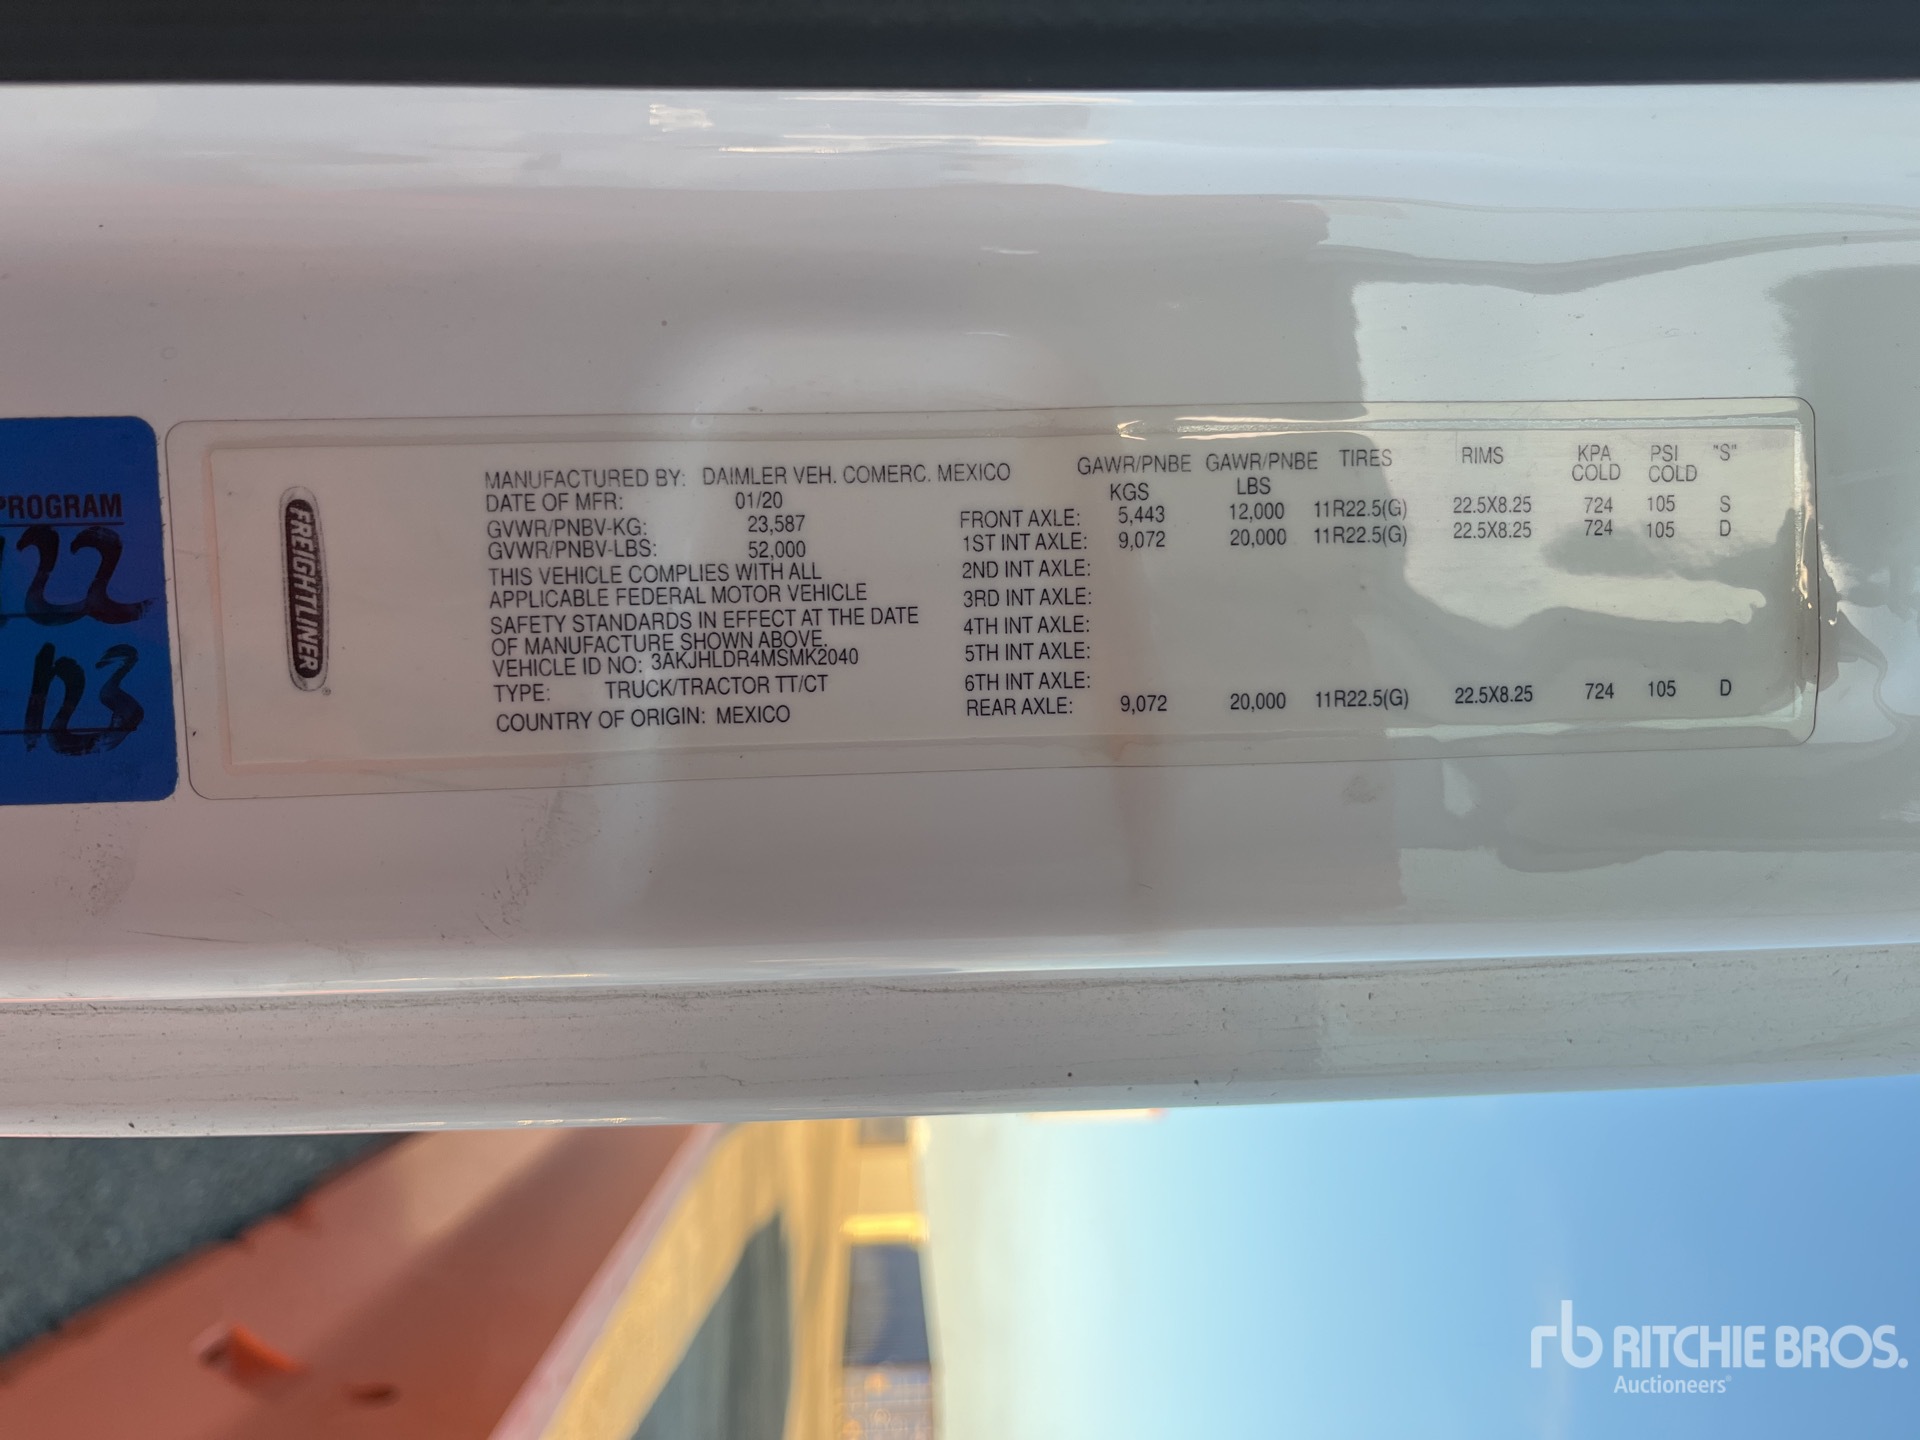 PROGRAM
22
123
FREIGHTLINER
MANUFACTURED BY: DAIMLER VEH. COMERC. MEXICO
DATE OF MFR: 01/20
GVWR/PNBV-KG: 23,587
GVWR/PNBV-LBS: 52,000
THIS VEHICLE COMPLIES WITH ALL
APPLICABLE FEDERAL MOTOR VEHICLE
SAFETY STANDARDS IN EFFECT AT THE DATE
OF MANUFACTURE SHOWN ABOVE.
VEHICLE ID NO: 3AKJHLDR4MSMK2040
TYPE: TRUCK/TRACTOR TT/CT
COUNTRY OF ORIGIN: MEXICO
GAWR/PNBE GAWR/PNBE TIRES RIMS KPA PSI "S"
KGS LBS COLD COLD
FRONT AXLE: 5,443 12,000 11R22.5(G) 22.5X8.25 724 105 S
1ST INT AXLE: 9,072 20,000 11R22.5(G) 22.5X8.25 724 105 D
2ND INT AXLE:
3RD INT AXLE:
4TH INT AXLE:
5TH INT AXLE:
6TH INT AXLE:
REAR AXLE: 9,072 20,000 11R22.5(G) 22.5X8.25 724 105 D
rb RITCHIE BROS.
Auctioneers